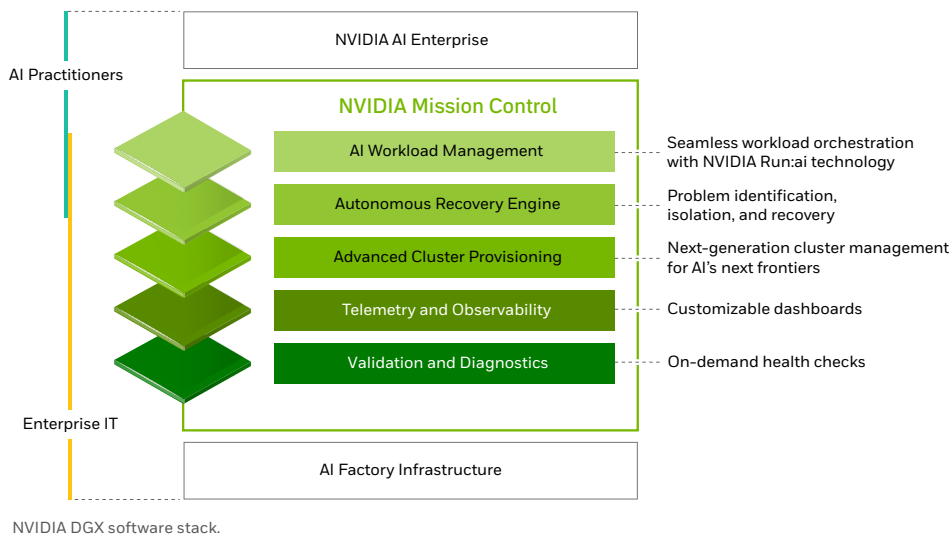 NVIDIA AI Enterprise
AI Practitioners
NVIDIA Mission Control
AI Workload Management
Seamless workload orchestration
with NVIDIA Run:ai technology
Autonomous Recovery Engine
Problem identification,
isolation, and recovery
Advanced Cluster Provisioning
Next-generation cluster management
for AI’s next frontiers
Telemetry and Observability
Customizable dashboards
Validation and Diagnostics
On-demand health checks
Enterprise IT
AI Factory Infrastructure
NVIDIA DGX software stack.